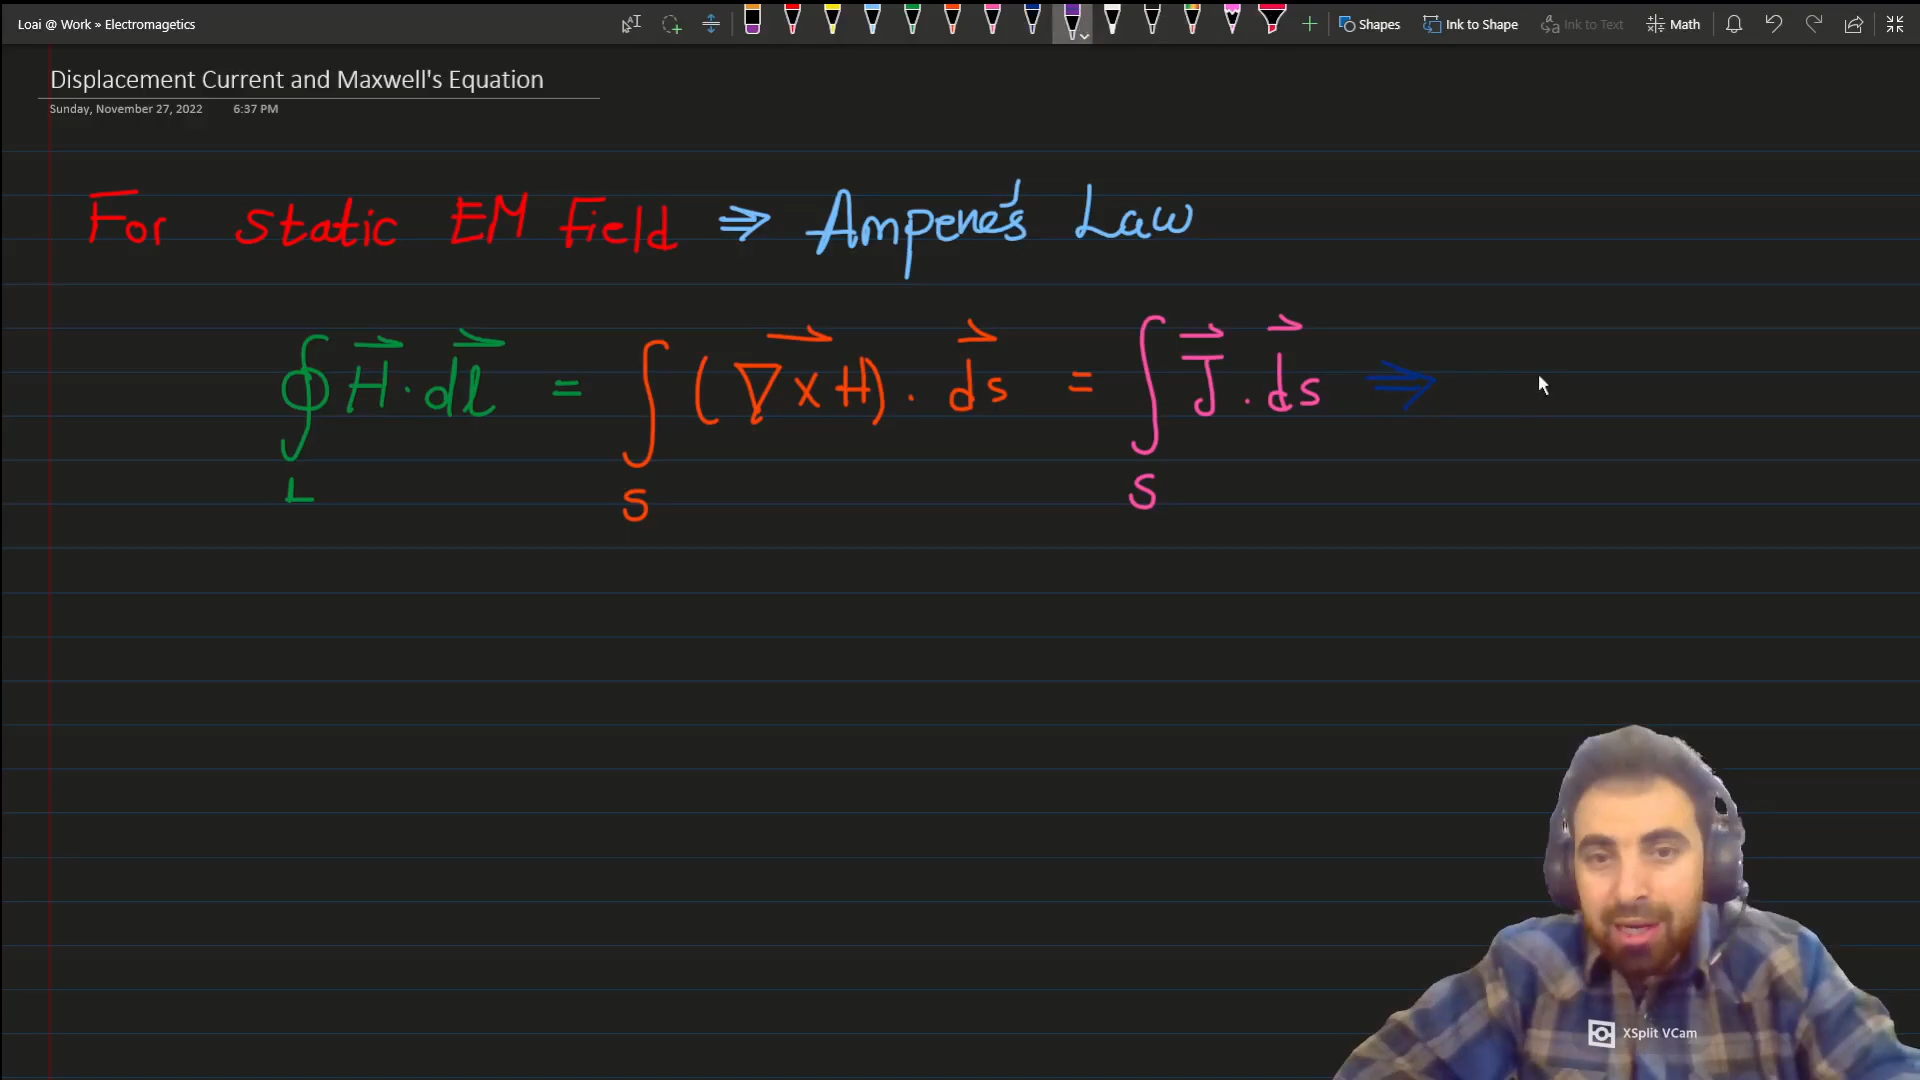 Loai @ Work » Electromagetics
Shapes Ink to Shape Ink to Text Math
Displacement Current and Maxwell's Equation
Sunday, November 27, 2022 6:37 PM
For static EM field ⇒ Ampere's Law
∮ H⃗ · dl⃗ = ∫ (∇ x H⃗) · ds⃗ = ∫ J⃗ · ds⃗ ⇒
L S S
XSplit VCam